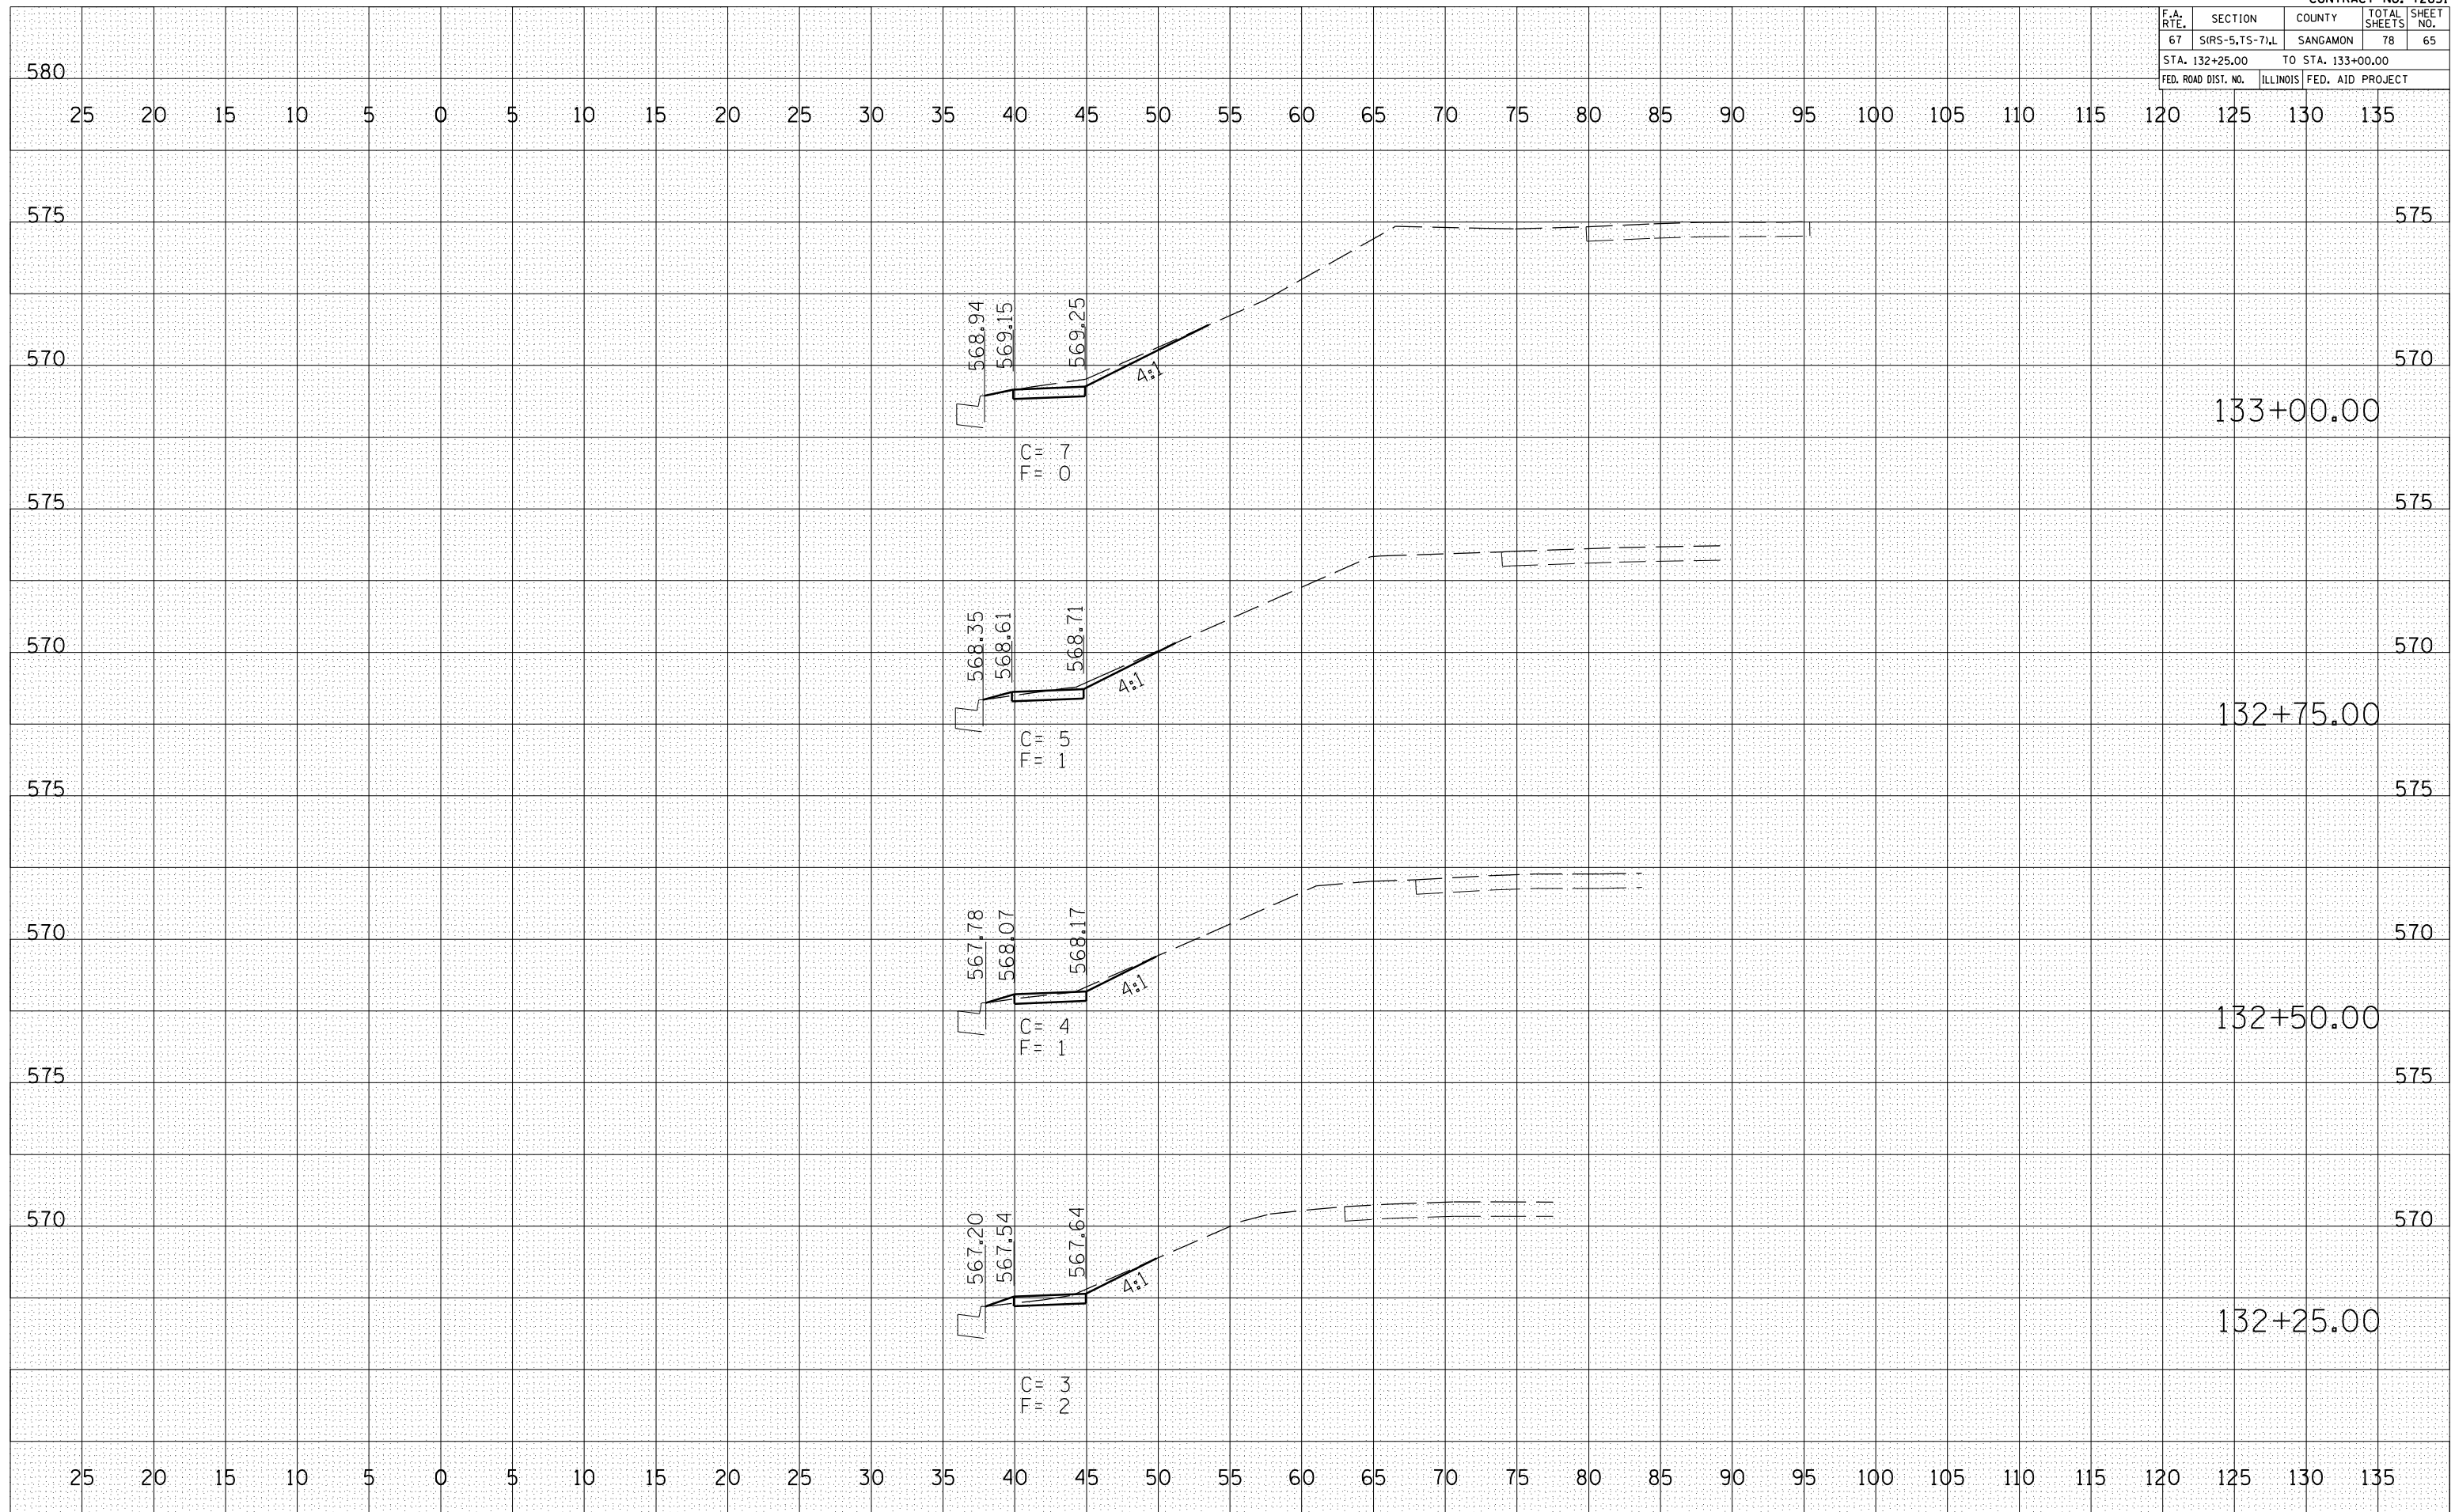 F.A. RTE. SECTION COUNTY TOTAL SHEETS SHEET NO.
67 S(RS-5,TS-7),L SANGAMON 78 65
STA. 132+25.00 TO STA. 133+00.00
FED. ROAD DIST. NO. ILLINOIS FED. AID PROJECT
580
25 20 15 10 5 0 5 10 15 20 25 30 35 40 45 50 55 60 65 70 75 80 85 90 95 100 105 110 115 120 125 130 135
575 575
568.94 569.15 569.25
570 4:1 570
133+00.00
C= 7
F= 0
575 575
568.35 568.61 568.71
570 570
4:1
132+75.00
C= 5
F= 1
575 575
567.78 568.07 568.17
570 570
4:1
132+50.00
C= 4
F= 1
575 575
567.20 567.54 567.64
570 570
4:1
132+25.00
C= 3
F= 2
25 20 15 10 5 0 5 10 15 20 25 30 35 40 45 50 55 60 65 70 75 80 85 90 95 100 105 110 115 120 125 130 135